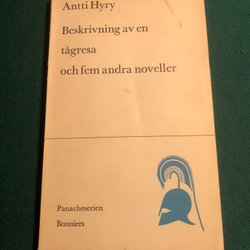 Antti Hyry
Beskrivning av en
tågresa
och fem andra noveller
Panacheserien
Bonniers